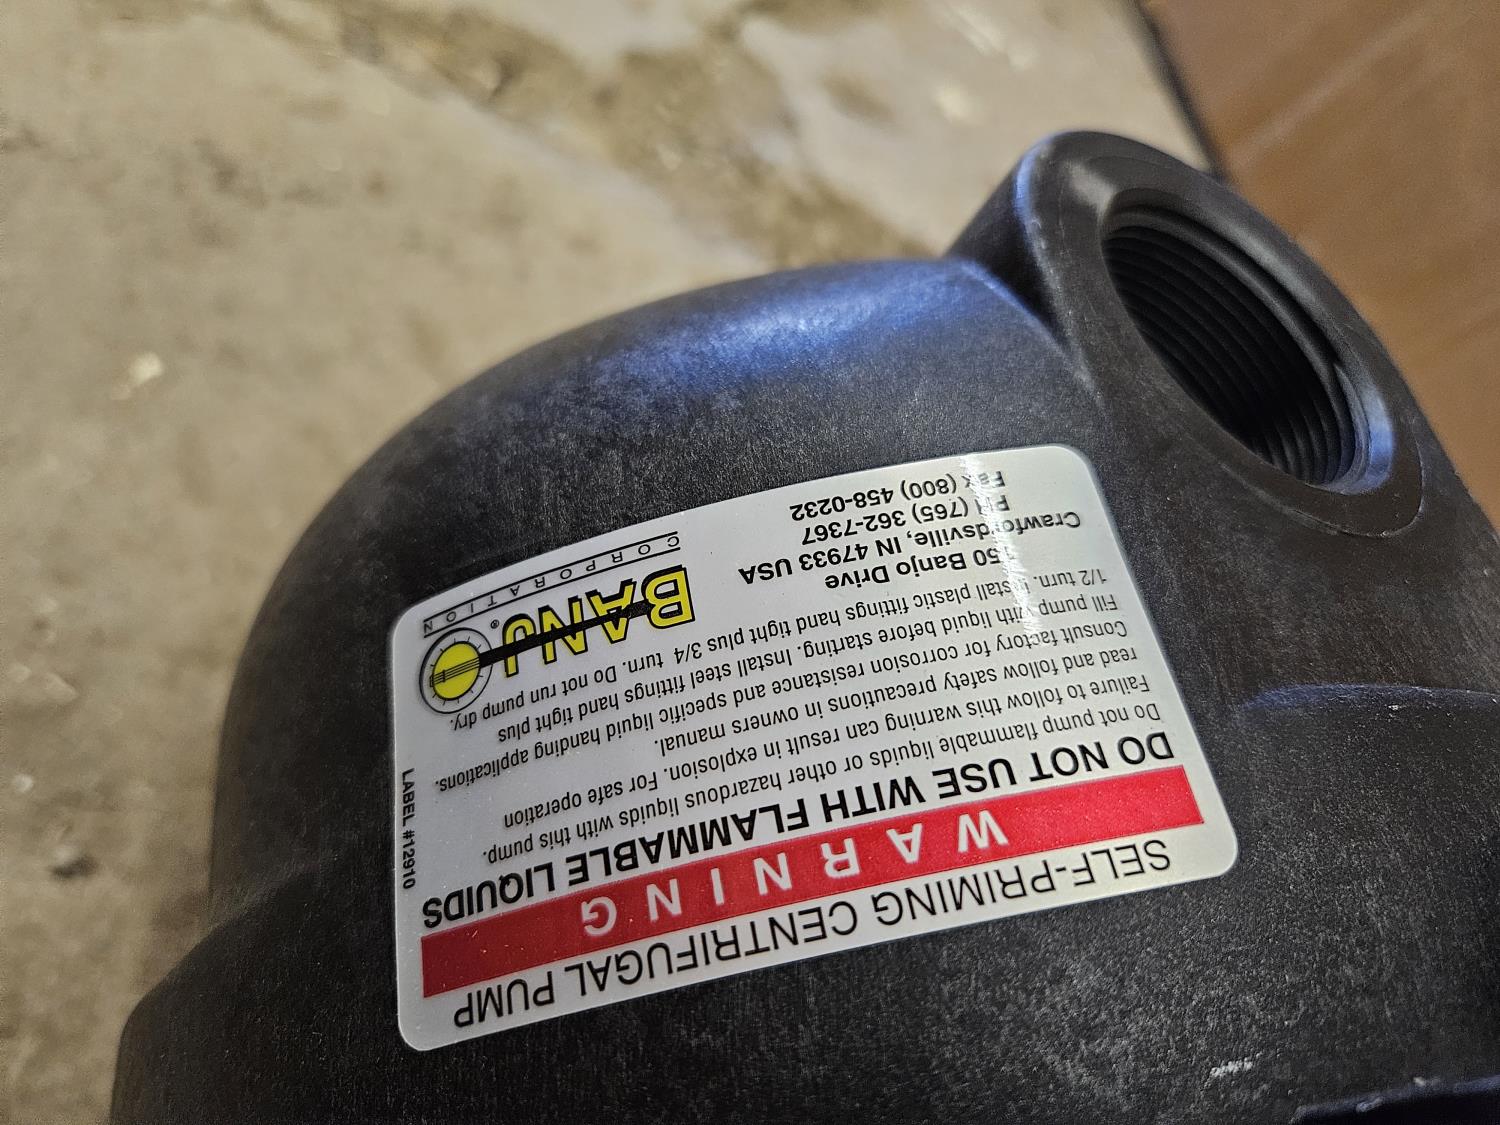 SELF-PRIMING CENTRIFUGAL PUMP
WARNING
DO NOT USE WITH FLAMMABLE LIQUIDS
Do not pump flammable liquids or other hazardous liquids with this pump.
Failure to follow this warning can result in explosion. For safe operation
read and follow safety precautions in owners manual.
Consult factory for corrosion resistance and specific liquid handing applications.
Fill pump with liquid before starting. Install steel fittings hand tight plus
1/2 turn. Install plastic fittings hand tight plus 3/4 turn. Do not run pump dry.
150 Banjo Drive
Crawfordsville, IN 47933 USA
PH (765) 362-7367
Fax (800) 458-0232
BANJO®
CORPORATION
LABEL #12910